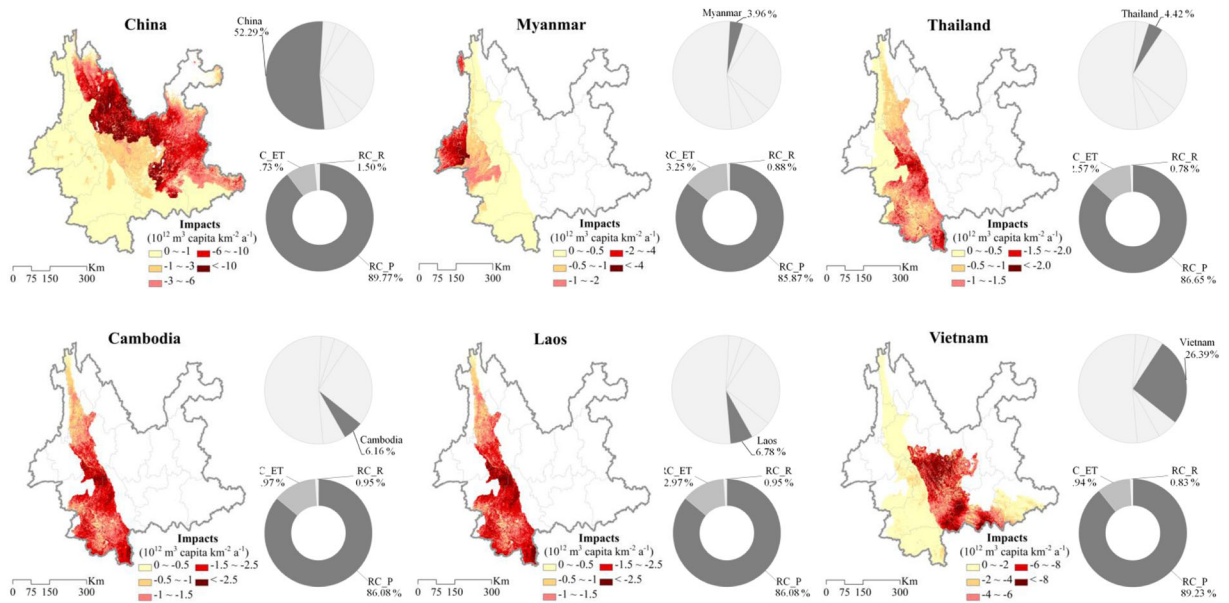 China
China
52.29 %
C_ET
.73%
RC_R
1.50 %
RC_P
89.77%
Impacts
(10¹² m³ capita km⁻² a⁻¹)
0 ~ -1
-6 ~ -10
-1 ~ -3
< -10
-3 ~ -6
Km
0 75 150 300
Myanmar
Myanmar
3.96 %
RC_ET
3.25%
RC_R
0.88 %
RC_P
85.87%
Impacts
(10¹² m³ capita km⁻² a⁻¹)
0 ~ -0.5
-2 ~ -4
-0.5 ~ -1
< -4
-1 ~ -2
Km
0 75 150 300
Thailand
Thailand
4.42 %
C_ET
.57%
RC_R
0.78 %
RC_P
86.65%
Impacts
(10¹² m³ capita km⁻² a⁻¹)
0 ~ -0.5
-1.5 ~ -2.0
-0.5 ~ -1
< -2.0
-1 ~ -1.5
Km
0 75 150 300
Cambodia
Cambodia
6.16 %
C_ET
.97%
RC_R
0.95 %
RC_P
86.08%
Impacts
(10¹² m³ capita km⁻² a⁻¹)
0 ~ -0.5
-1.5 ~ -2.5
-0.5 ~ -1
< -2.5
-1 ~ -1.5
Km
0 75 150 300
Laos
Laos
6.78 %
RC_ET
2.97%
RC_R
0.95 %
RC_P
86.08%
Impacts
(10¹² m³ capita km⁻² a⁻¹)
0 ~ -0.5
-1.5 ~ -2.5
-0.5 ~ -1
< -2.5
-1 ~ -1.5
Km
0 75 150 300
Vietnam
Vietnam
26.39%
C_ET
.94%
RC_R
0.83 %
RC_P
89.23%
Impacts
(10¹² m³ capita km⁻² a⁻¹)
0 ~ -2
-6 ~ -8
-2 ~ -4
< -8
-4 ~ -6
Km
0 75 150 300